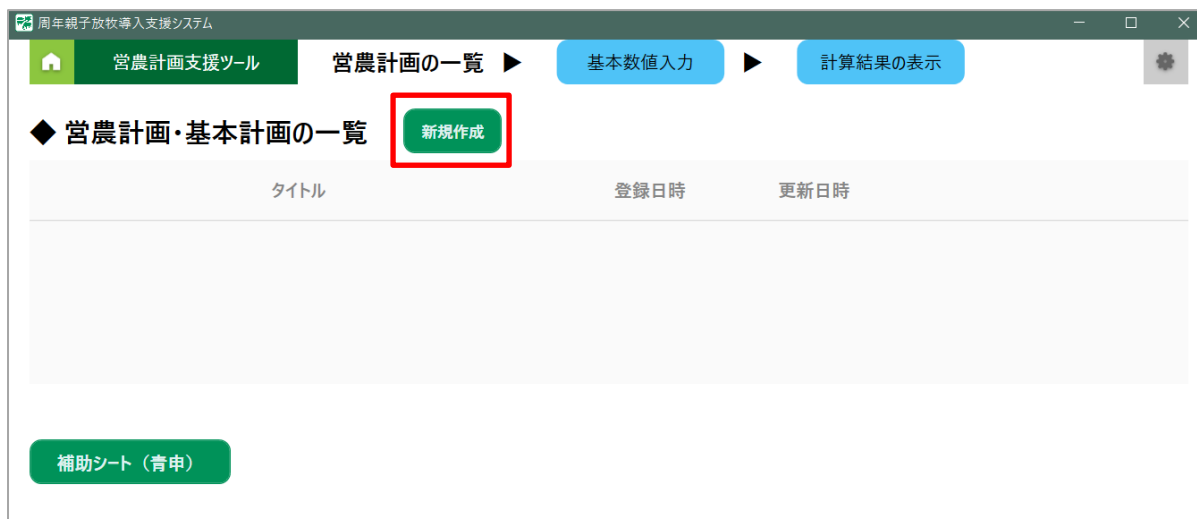 周年親子放牧導入支援システム
営農計画支援ツール 営農計画の一覧 ▶ 基本数値入力 ▶ 計算結果の表示
◆ 営農計画・基本計画の一覧 新規作成
タイトル 登録日時 更新日時
補助シート（青申）